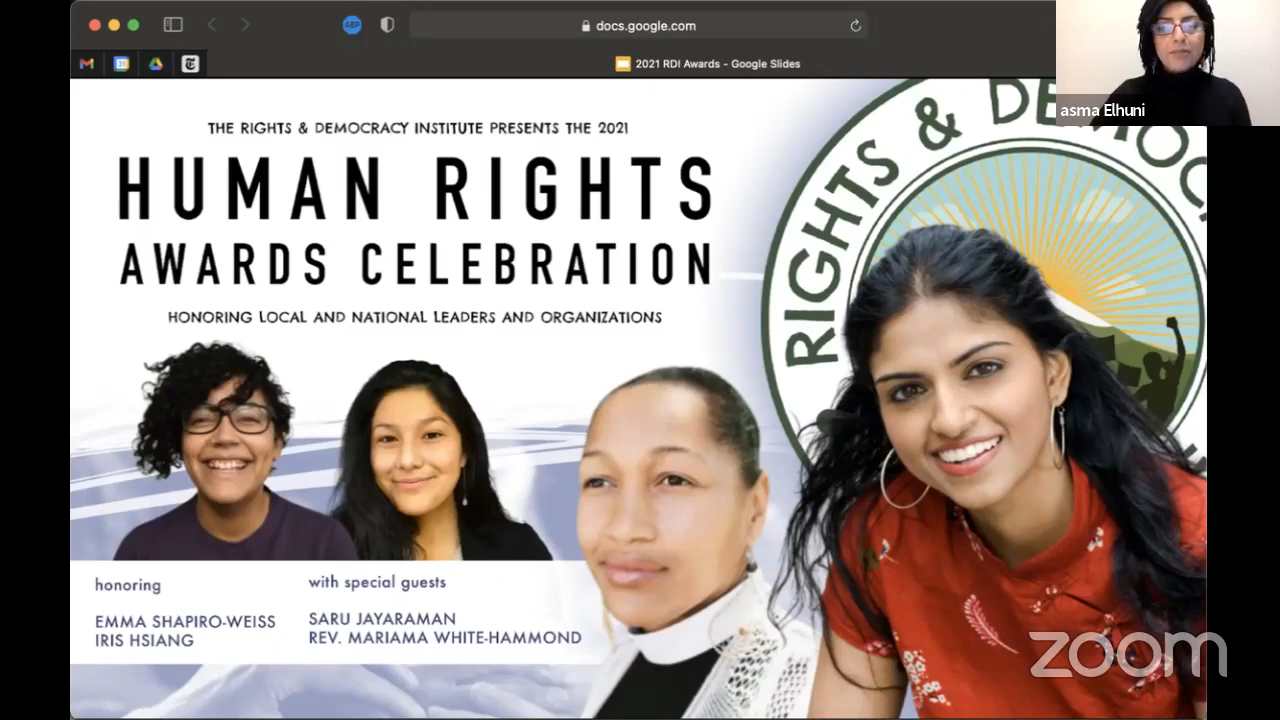 docs.google.com
2021 RDI Awards - Google Slides
asma Elhuni
THE RIGHTS & DEMOCRACY INSTITUTE PRESENTS THE 2021
HUMAN RIGHTS
AWARDS CELEBRATION
HONORING LOCAL AND NATIONAL LEADERS AND ORGANIZATIONS
RIGHTS &
honoring
EMMA SHAPIRO-WEISS
IRIS HSIANG
with special guests
SARU JAYARAMAN
REV. MARIAMA WHITE-HAMMOND
zoom